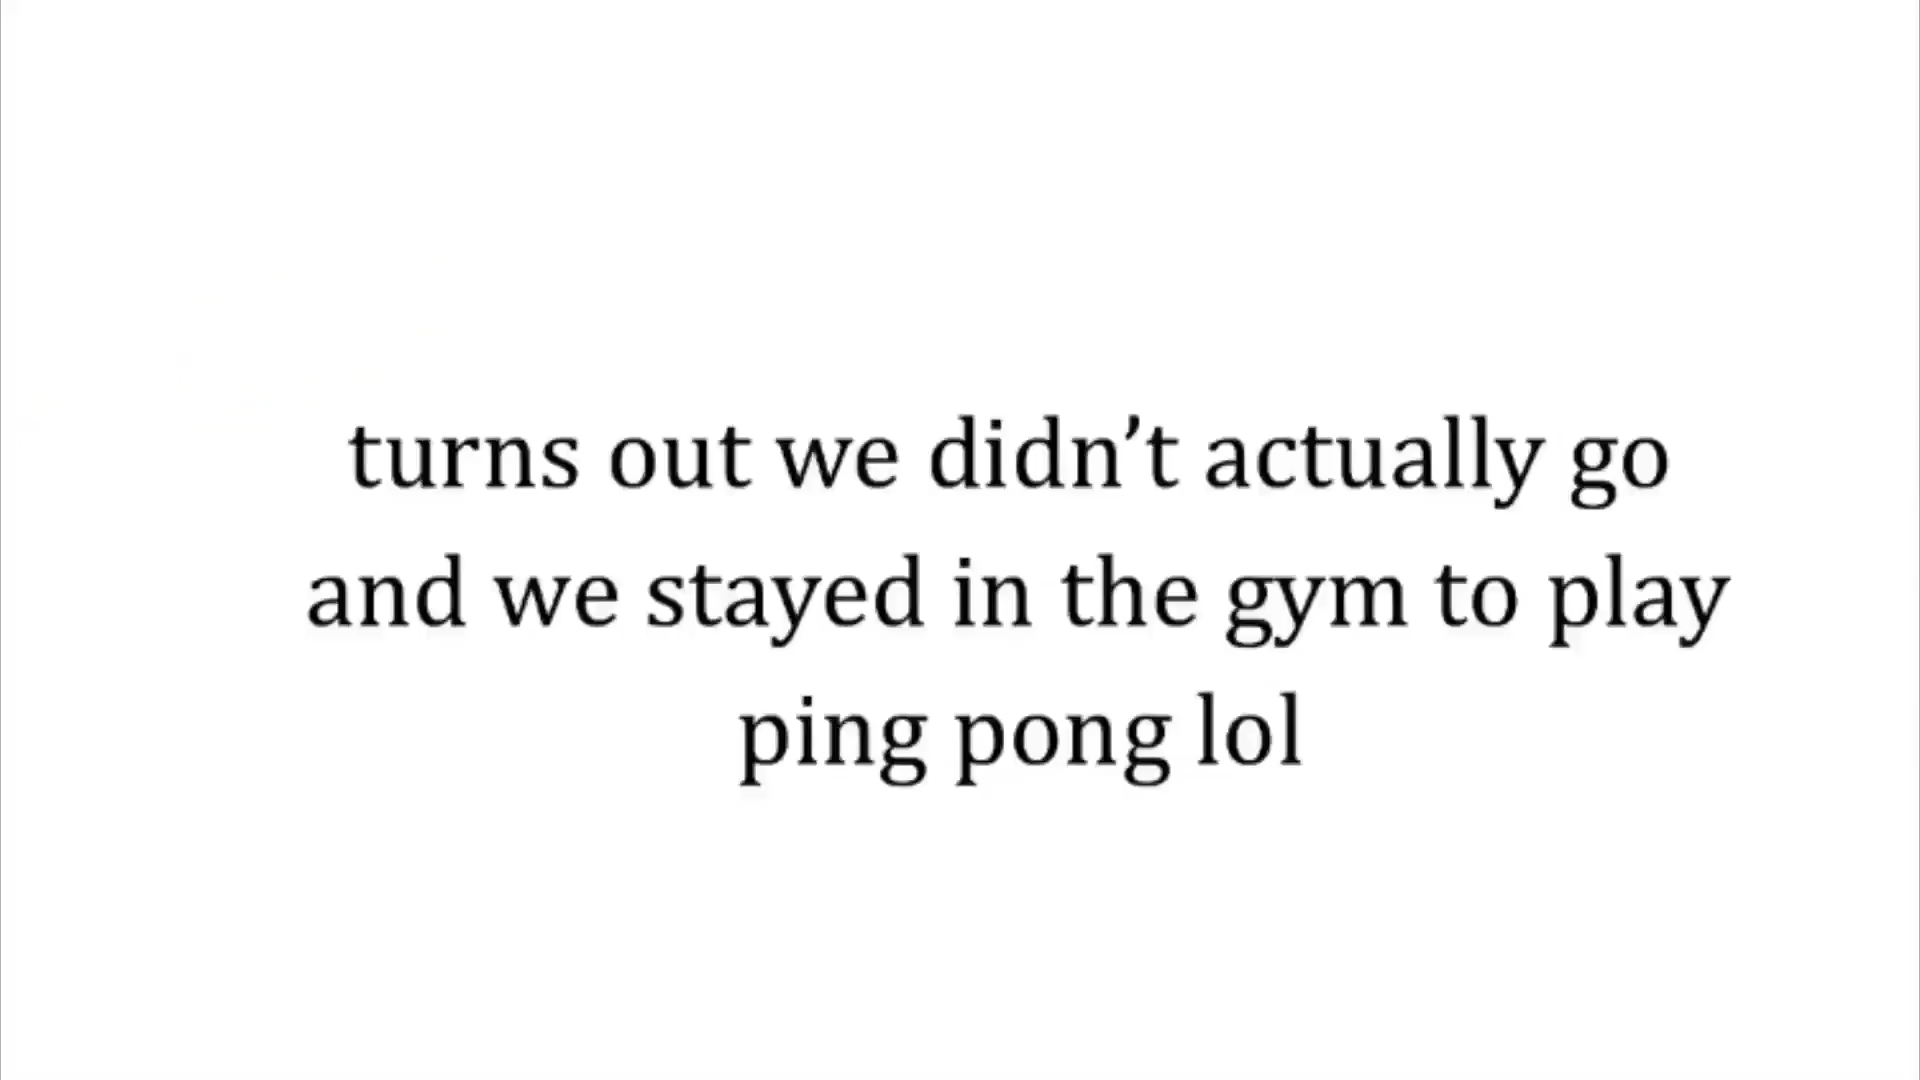 turns out we didn’t actually go
and we stayed in the gym to play
ping pong lol